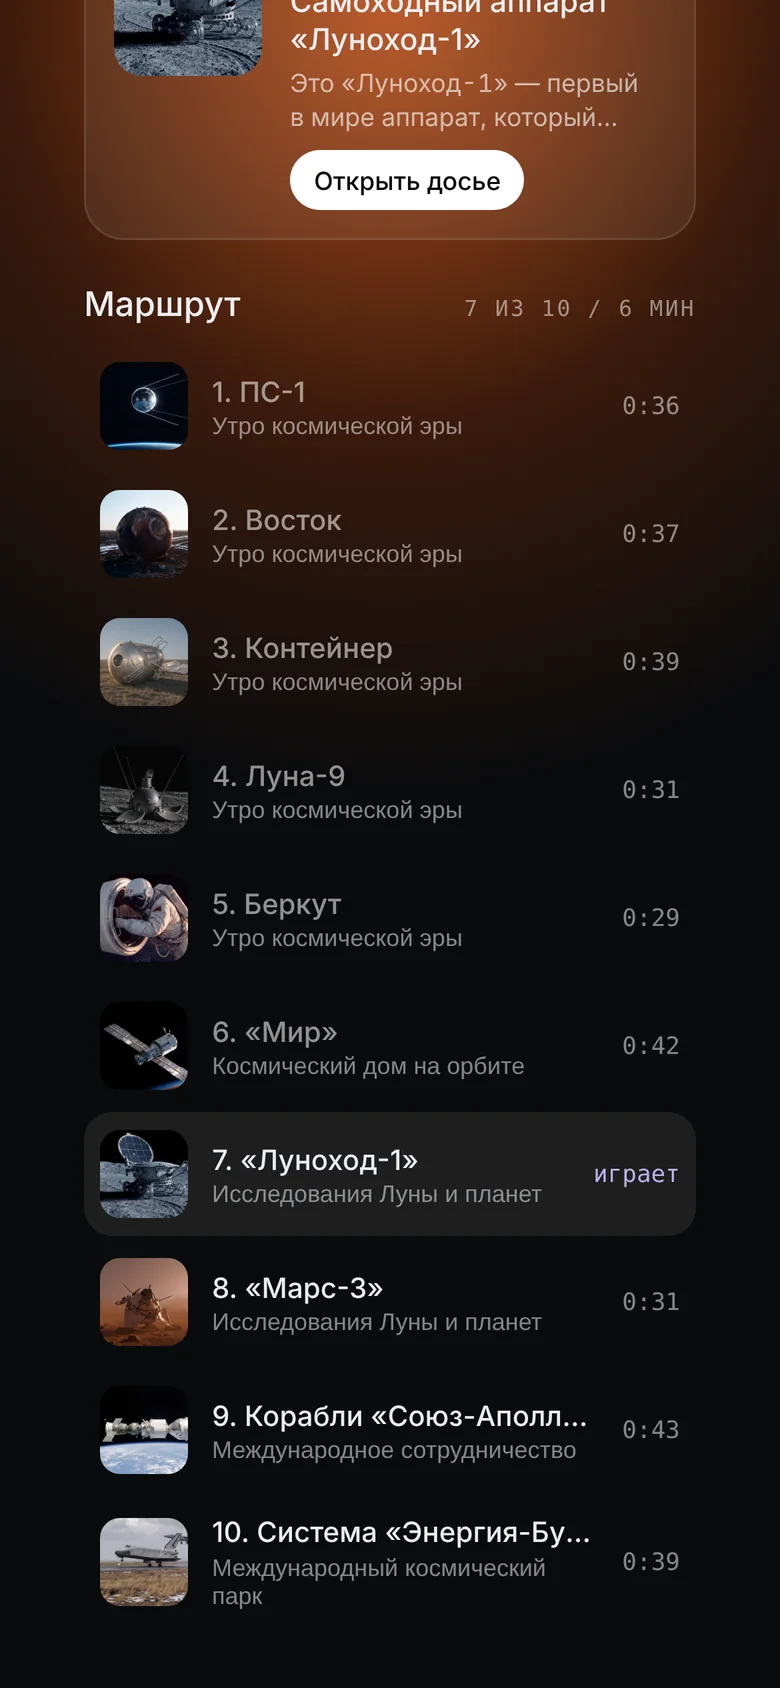 Самоходный аппарат
«Луноход-1»
Это «Луноход-1» — первый
в мире аппарат, который...
Открыть досье
Маршрут
7 ИЗ 10 / 6 МИН
1. ПС-1
Утро космической эры
0:36
2. Восток
Утро космической эры
0:37
3. Контейнер
Утро космической эры
0:39
4. Луна-9
Утро космической эры
0:31
5. Беркут
Утро космической эры
0:29
6. «Мир»
Космический дом на орбите
0:42
7. «Луноход-1»
Исследования Луны и планет
играет
8. «Марс-3»
Исследования Луны и планет
0:31
9. Корабли «Союз-Аполл...
Международное сотрудничество
0:43
10. Система «Энергия-Бу...
Международный космический
парк
0:39